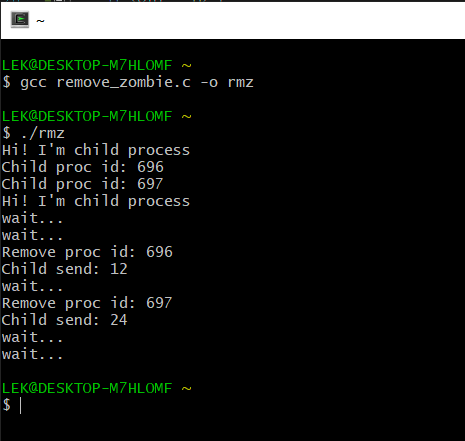 ~
LEK@DESKTOP-M7HLOMF ~
$ gcc remove_zombie.c -o rmz
LEK@DESKTOP-M7HLOMF ~
$ ./rmz
Hi! I'm child process
Child proc id: 696
Child proc id: 697
Hi! I'm child process
wait...
wait...
Remove proc id: 696
Child send: 12
wait...
Remove proc id: 697
Child send: 24
wait...
wait...
LEK@DESKTOP-M7HLOMF ~
$